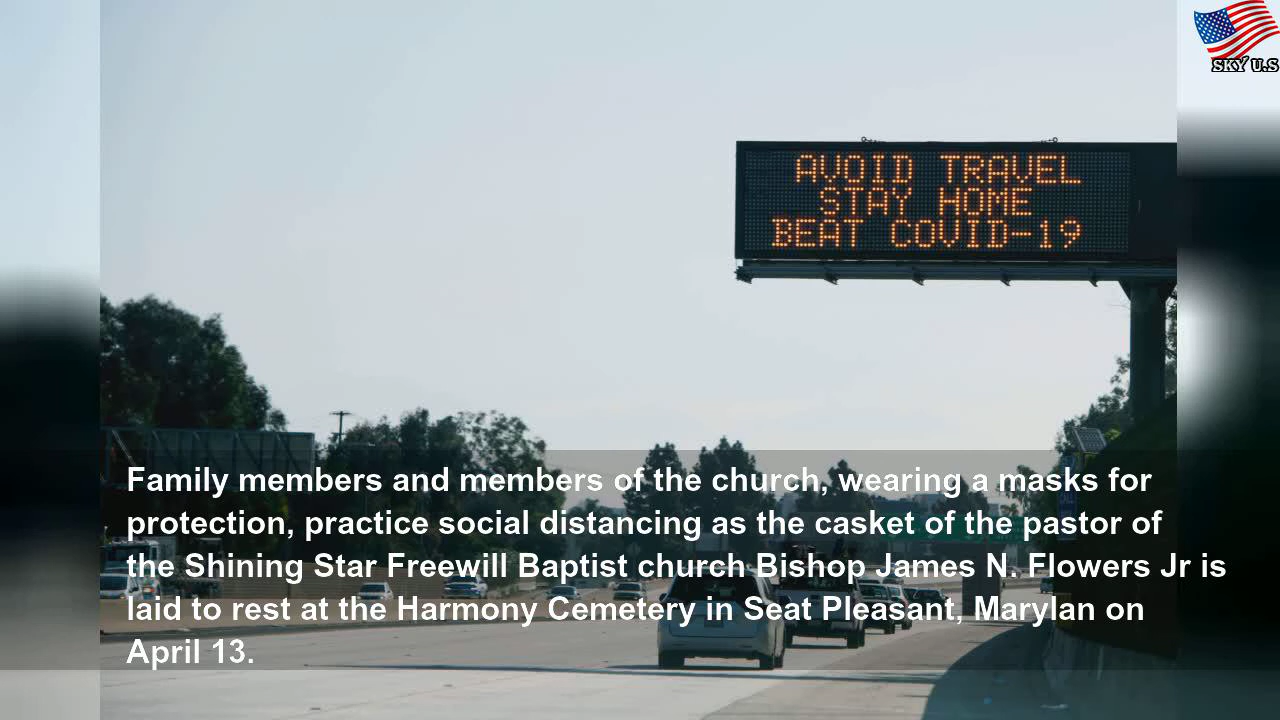 SKY U.S
AVOID TRAVEL
STAY HOME
BEAT COVID-19
Family members and members of the church, wearing a masks for
protection, practice social distancing as the casket of the pastor of
the Shining Star Freewill Baptist church Bishop James N. Flowers Jr is
laid to rest at the Harmony Cemetery in Seat Pleasant, Marylan on
April 13.